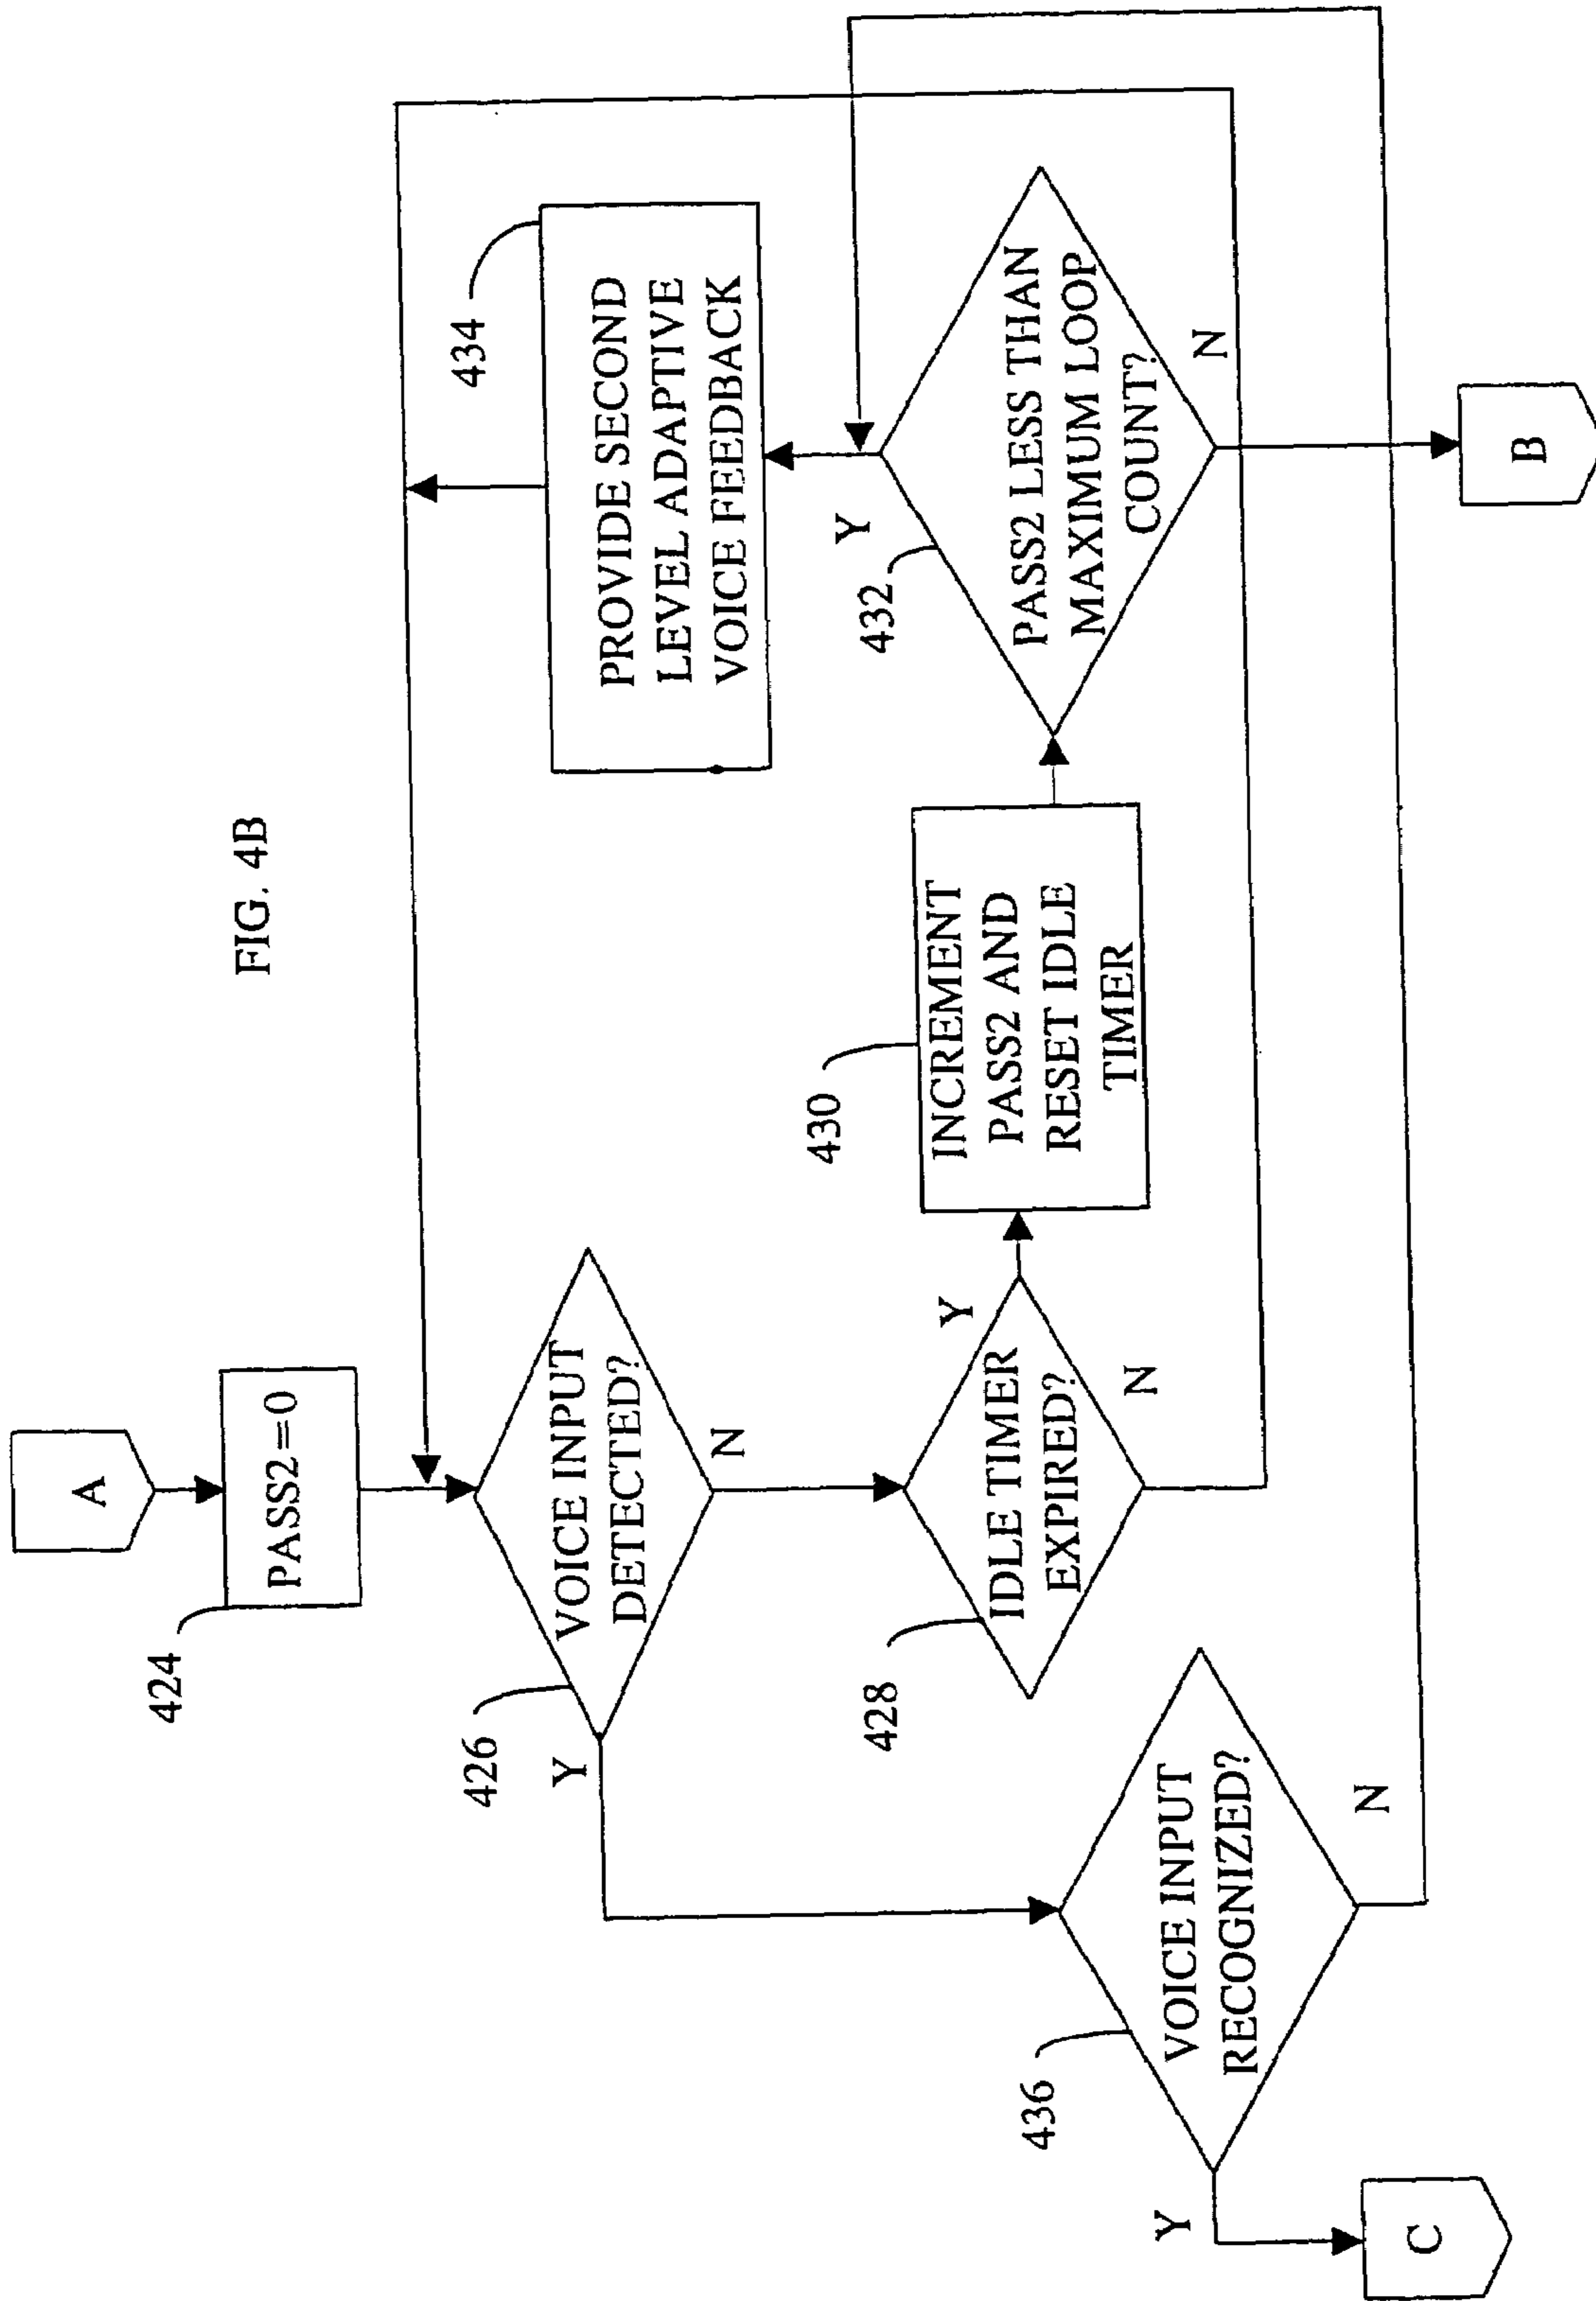 FIG. 4B
A
424
PASS2=0
426
VOICE INPUT
DETECTED?
Y
N
428
IDLE TIMER
EXPIRED?
Y
N
430
INCREMENT
PASS2 AND
RESET IDLE
TIMER
432
PASS2 LESS THAN
MAXIMUM LOOP
COUNT?
Y
N
434
PROVIDE SECOND
LEVEL ADAPTIVE
VOICE FEEDBACK
436
VOICE INPUT
RECOGNIZED?
Y
N
C
B